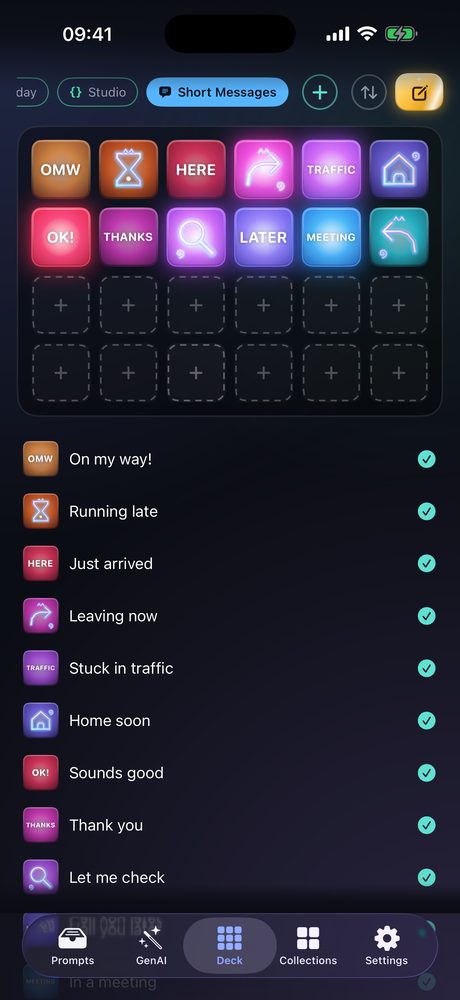 09:41
day
{} Studio
Short Messages
OMW
HERE
TRAFFIC
OK!
THANKS
LATER
MEETING
OMW
On my way!
Running late
HERE
Just arrived
Leaving now
TRAFFIC
Stuck in traffic
Home soon
OK!
Sounds good
THANKS
Thank you
Let me check
Prompts
GenAI
Deck
Collections
Settings
MEETING
In a meeting